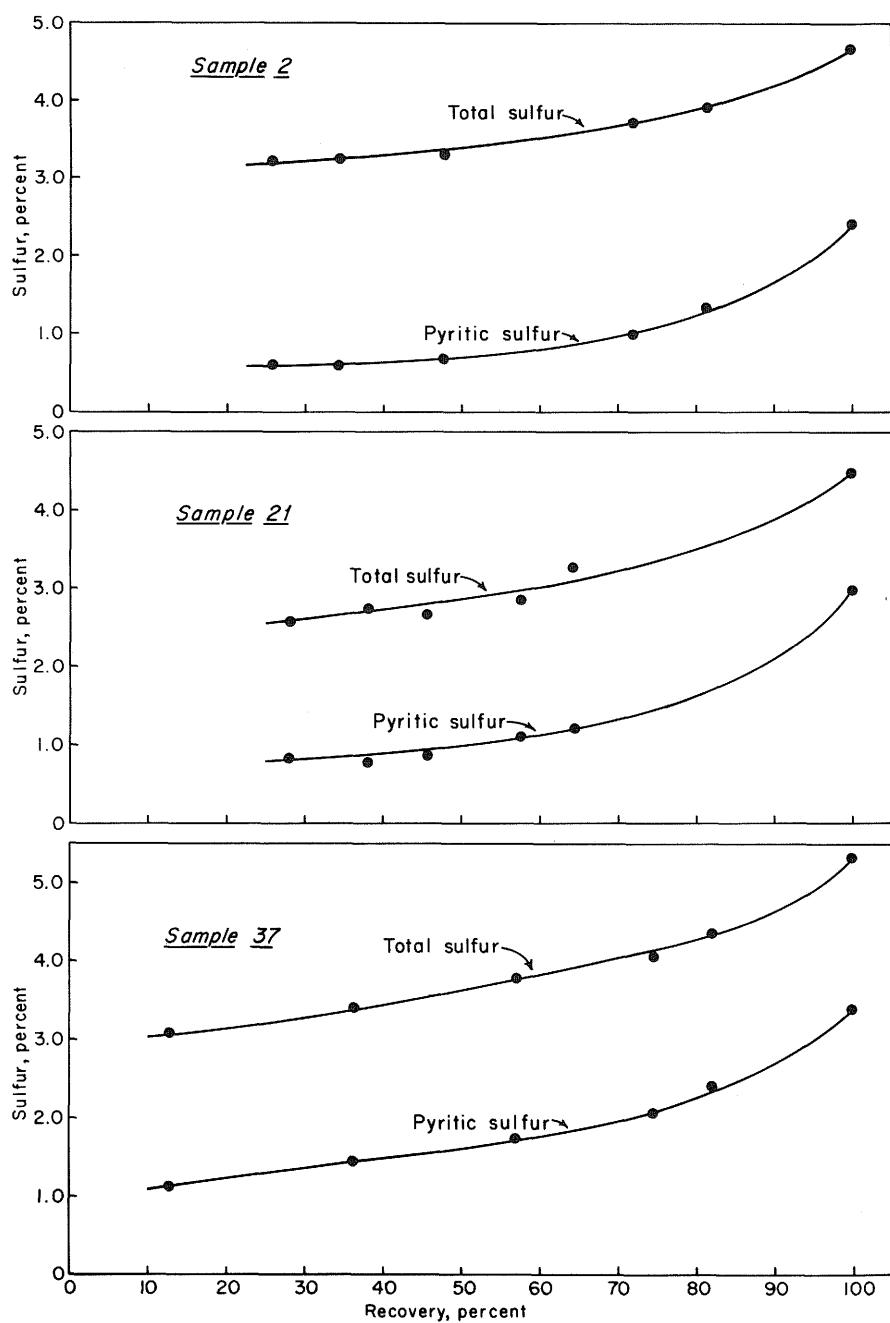 5.0
Sample 2
Total sulfur
4.0
3.0
Sulfur, percent
2.0
Pyritic sulfur
1.0
0
5.0
Sample 21
4.0
Total sulfur
3.0
Sulfur, percent
2.0
Pyritic sulfur
1.0
0
5.0
Sample 37
Total sulfur
4.0
3.0
Sulfur, percent
2.0
Pyritic sulfur
1.0
0
0 10 20 30 40 50 60 70 80 90 100
Recovery, percent